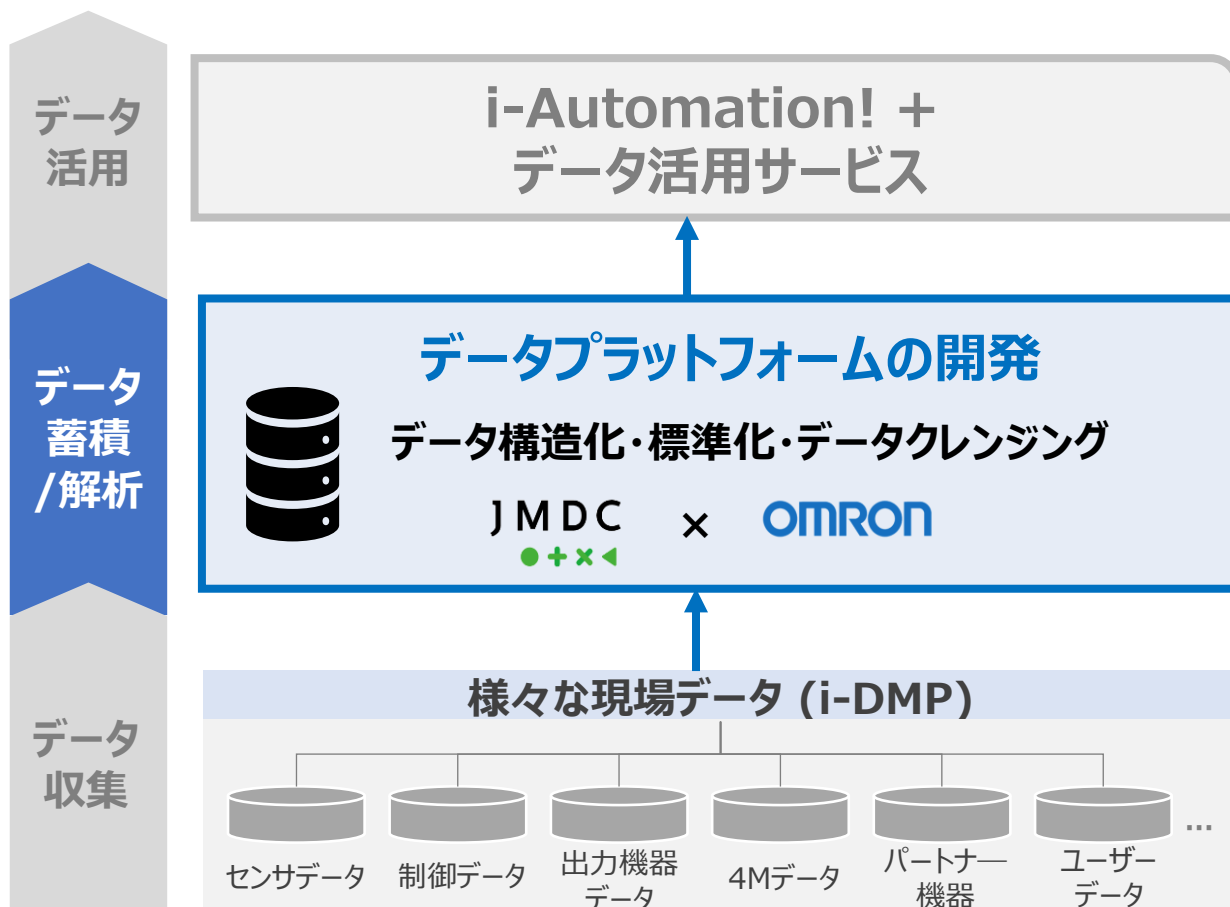 データ
活用
i-Automation! +
データ活用サービス
データ
蓄積
/解析
データプラットフォームの開発
データ構造化・標準化・データクレンジング
JMDC × OMRON
データ
収集
様々な現場データ (i-DMP)
センサデータ
制御データ
出力機器
データ
4Mデータ
パートナー
機器
ユーザー
データ
...